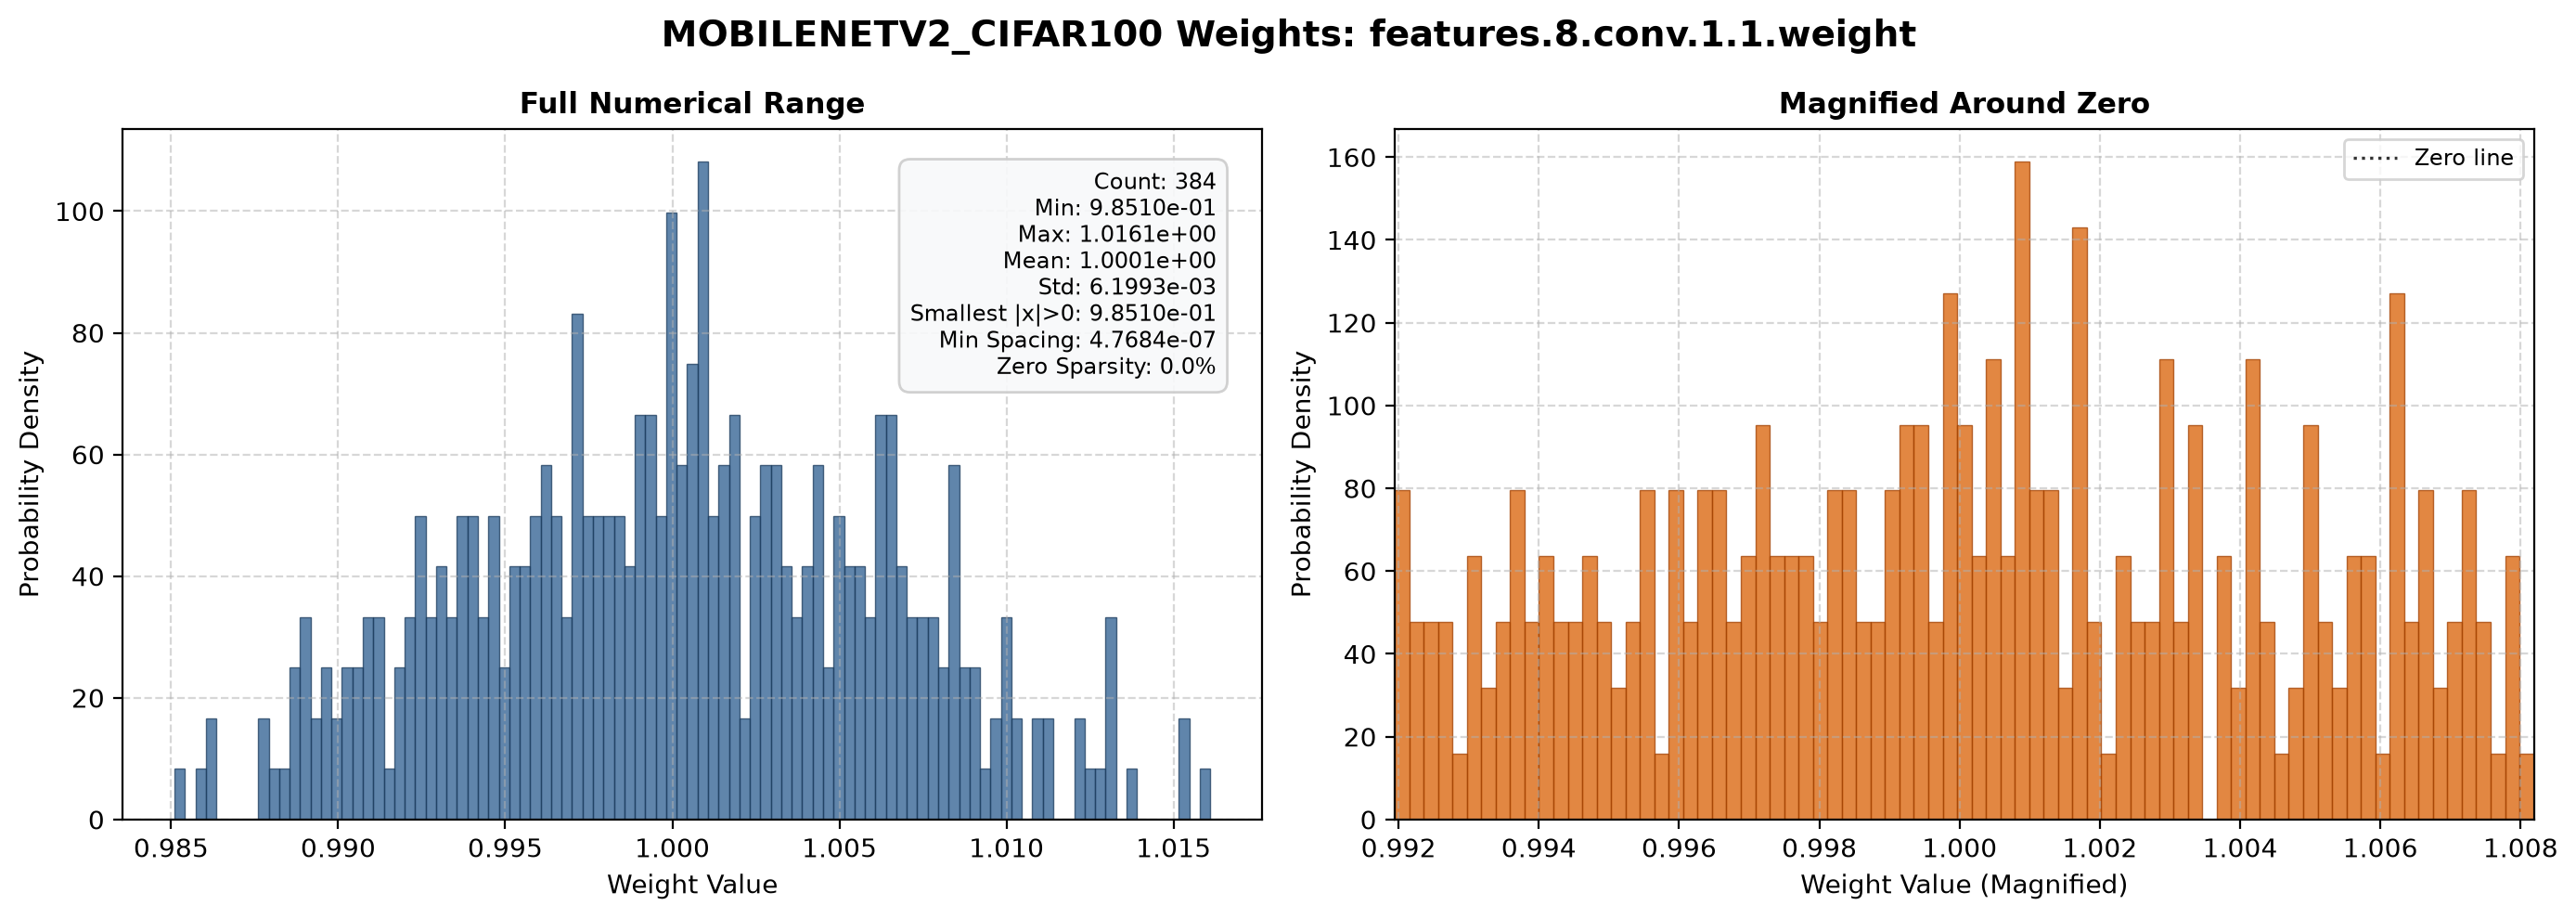 MOBILENETV2_CIFAR100 Weights: features.8.conv.1.1.weight
Full Numerical Range
Probability Density
100
80
60
40
20
0
Count: 384
Min: 9.8510e-01
Max: 1.0161e+00
Mean: 1.0001e+00
Std: 6.1993e-03
Smallest |x|>0: 9.8510e-01
Min Spacing: 4.7684e-07
Zero Sparsity: 0.0%
0.985 0.990 0.995 1.000 1.005 1.010 1.015
Weight Value
Magnified Around Zero
Probability Density
160
140
120
100
80
60
40
20
0
Zero line
0.992 0.994 0.996 0.998 1.000 1.002 1.004 1.006 1.008
Weight Value (Magnified)